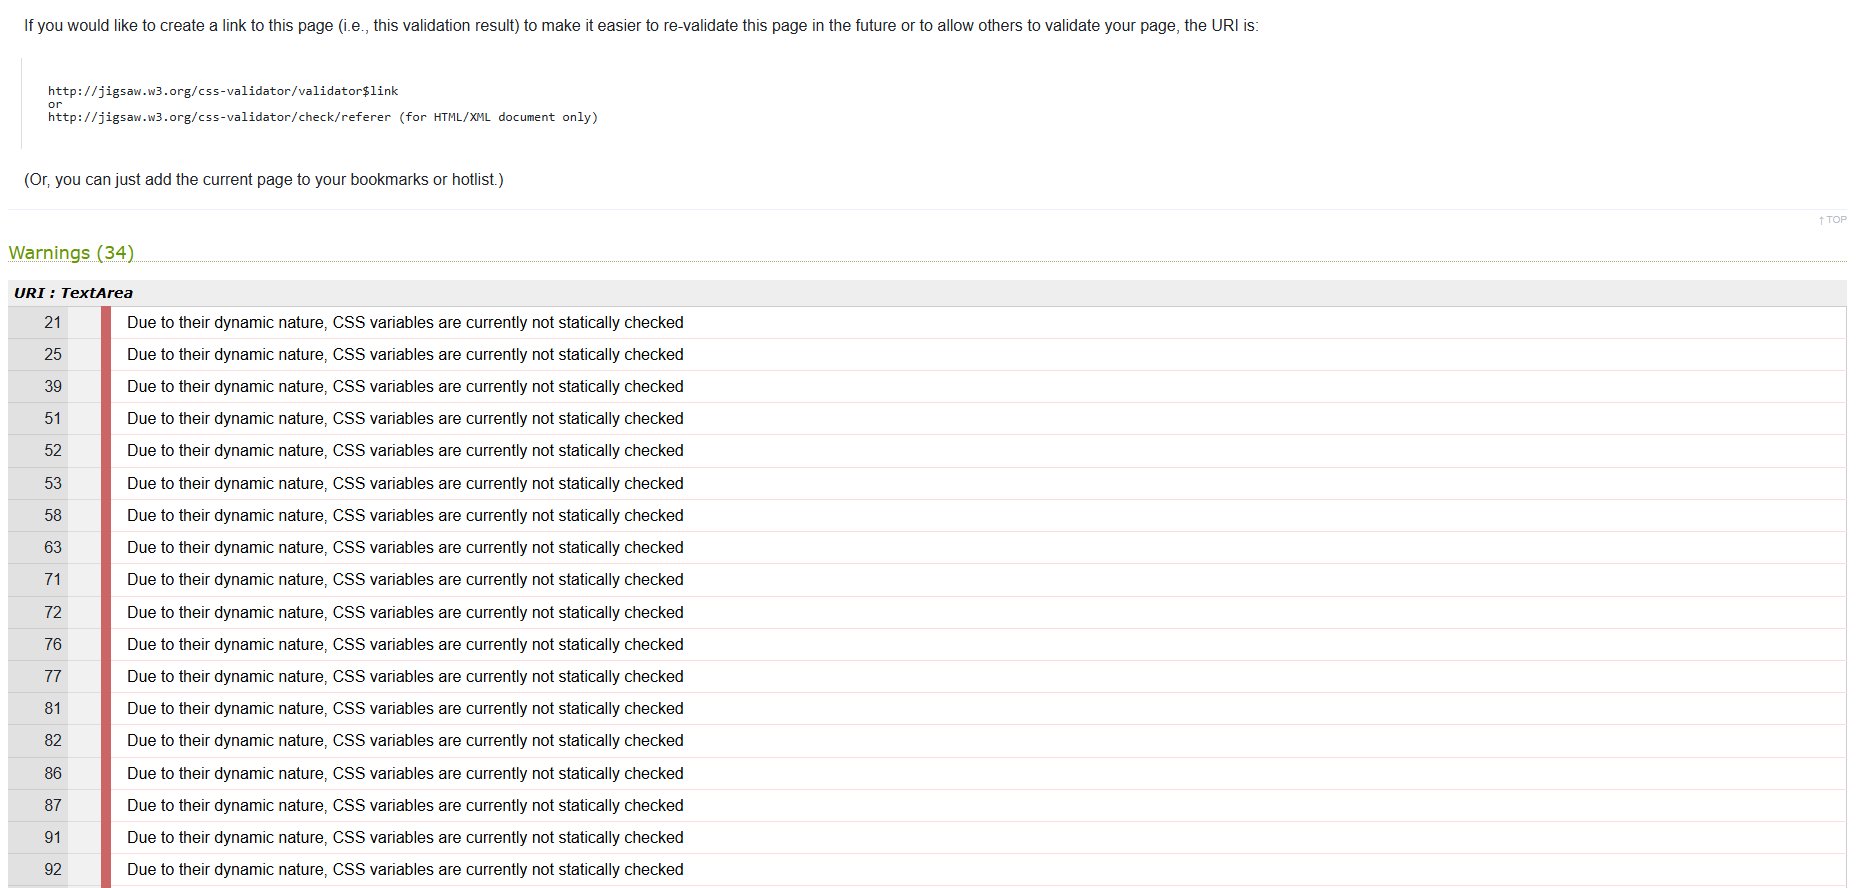 If you would like to create a link to this page (i.e., this validation result) to make it easier to re-validate this page in the future or to allow others to validate your page, the URI is:
http://jigsaw.w3.org/css-validator/validator$link
or
http://jigsaw.w3.org/css-validator/check/referer (for HTML/XML document only)
(Or, you can just add the current page to your bookmarks or hotlist.)
↑ TOP
Warnings (34)
URI : TextArea
21 Due to their dynamic nature, CSS variables are currently not statically checked
25 Due to their dynamic nature, CSS variables are currently not statically checked
39 Due to their dynamic nature, CSS variables are currently not statically checked
51 Due to their dynamic nature, CSS variables are currently not statically checked
52 Due to their dynamic nature, CSS variables are currently not statically checked
53 Due to their dynamic nature, CSS variables are currently not statically checked
58 Due to their dynamic nature, CSS variables are currently not statically checked
63 Due to their dynamic nature, CSS variables are currently not statically checked
71 Due to their dynamic nature, CSS variables are currently not statically checked
72 Due to their dynamic nature, CSS variables are currently not statically checked
76 Due to their dynamic nature, CSS variables are currently not statically checked
77 Due to their dynamic nature, CSS variables are currently not statically checked
81 Due to their dynamic nature, CSS variables are currently not statically checked
82 Due to their dynamic nature, CSS variables are currently not statically checked
86 Due to their dynamic nature, CSS variables are currently not statically checked
87 Due to their dynamic nature, CSS variables are currently not statically checked
91 Due to their dynamic nature, CSS variables are currently not statically checked
92 Due to their dynamic nature, CSS variables are currently not statically checked